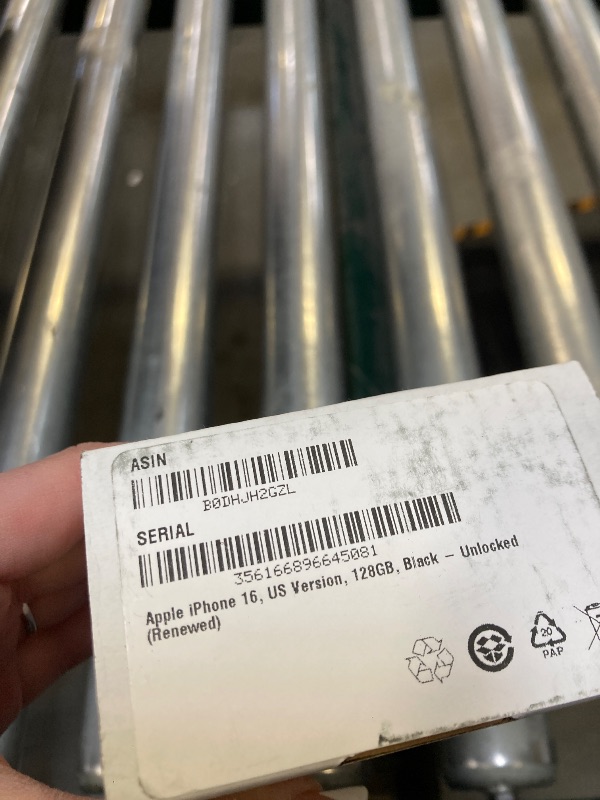 ASIN
B0DHJH2GZL
SERIAL
356166896645081
Apple iPhone 16, US Version, 128GB, Black – Unlocked
(Renewed)
20
PAP